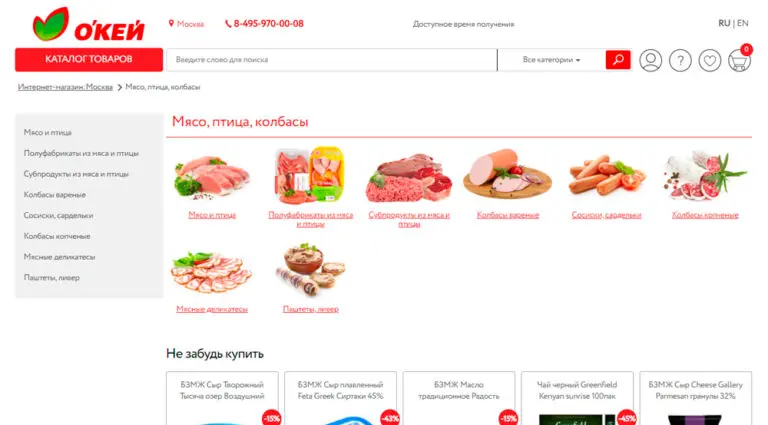 О'КЕЙ
Москва
8-495-970-00-08
Доступное время получения
RU | EN
КАТАЛОГ ТОВАРОВ
Введите слово для поиска
Все категории
?
0
Интернет-магазин: Москва
Мясо, птица, колбасы
Мясо и птица
Полуфабрикаты из мяса и птицы
Субпродукты из мяса и птицы
Колбасы вареные
Сосиски, сардельки
Колбасы копченые
Мясные деликатесы
Паштеты, ливер
Мясо, птица, колбасы
Мясо и птица
Полуфабрикаты из мяса
и птицы
Субпродукты из мяса и
птицы
Колбасы вареные
Сосиски, сардельки
Колбасы копченые
Мясные деликатесы
Паштеты, ливер
Не забудь купить
БЗМЖ Сыр Творожный
Тысяча озер Воздушний
-15%
БЗМЖ Сыр плавленный
Feta Greek Сиртаки 45%
-43%
БЗМЖ Масло
традиционное Радость
-15%
Чай черный Greenfield
Kenyan sunrise 100пак
-45%
БЗМЖ Сыр Cheese Gallery
Parmesan гранулы 32%
-15%